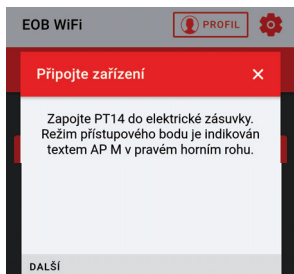 EOB WiFi
PROFIL
Připojte zařízení
Zapojte PT14 do elektrické zásuvky.
Režim přístupového bodu je indikován
textem AP M v pravém horním rohu.
DALŠÍ